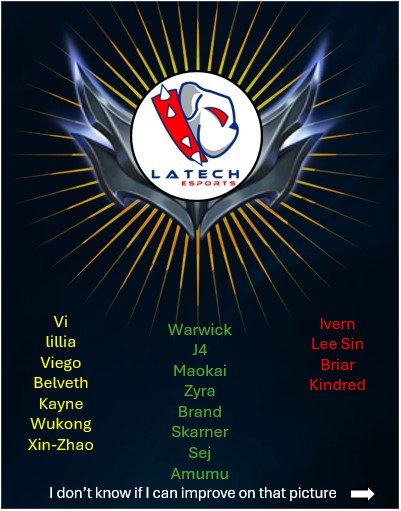 LATECH
ESPORTS
Vi
lillia
Viego
Belveth
Kayne
Wukong
Xin-Zhao
Warwick
J4
Maokai
Zyra
Brand
Skarner
Sej
Amumu
Ivern
Lee Sin
Briar
Kindred
I don't know if I can improve on that picture